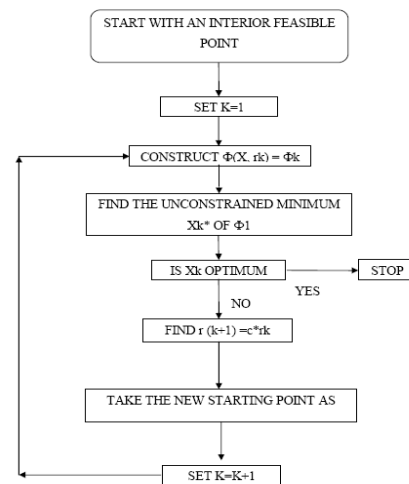 START WITH AN INTERIOR FEASIBLE
POINT
SET K=1
CONSTRUCT Φ(X, rk) = Φk
FIND THE UNCONSTRAINED MINIMUM
Xk* OF Φ1
IS Xk OPTIMUM
STOP
YES
NO
FIND r (k+1) =c*rk
TAKE THE NEW STARTING POINT AS
SET K=K+1